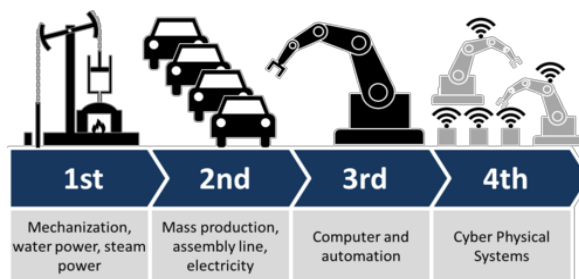 1st
2nd
3rd
4th
Mechanization,
water power, steam
power
Mass production,
assembly line,
electricity
Computer and
automation
Cyber Physical
Systems